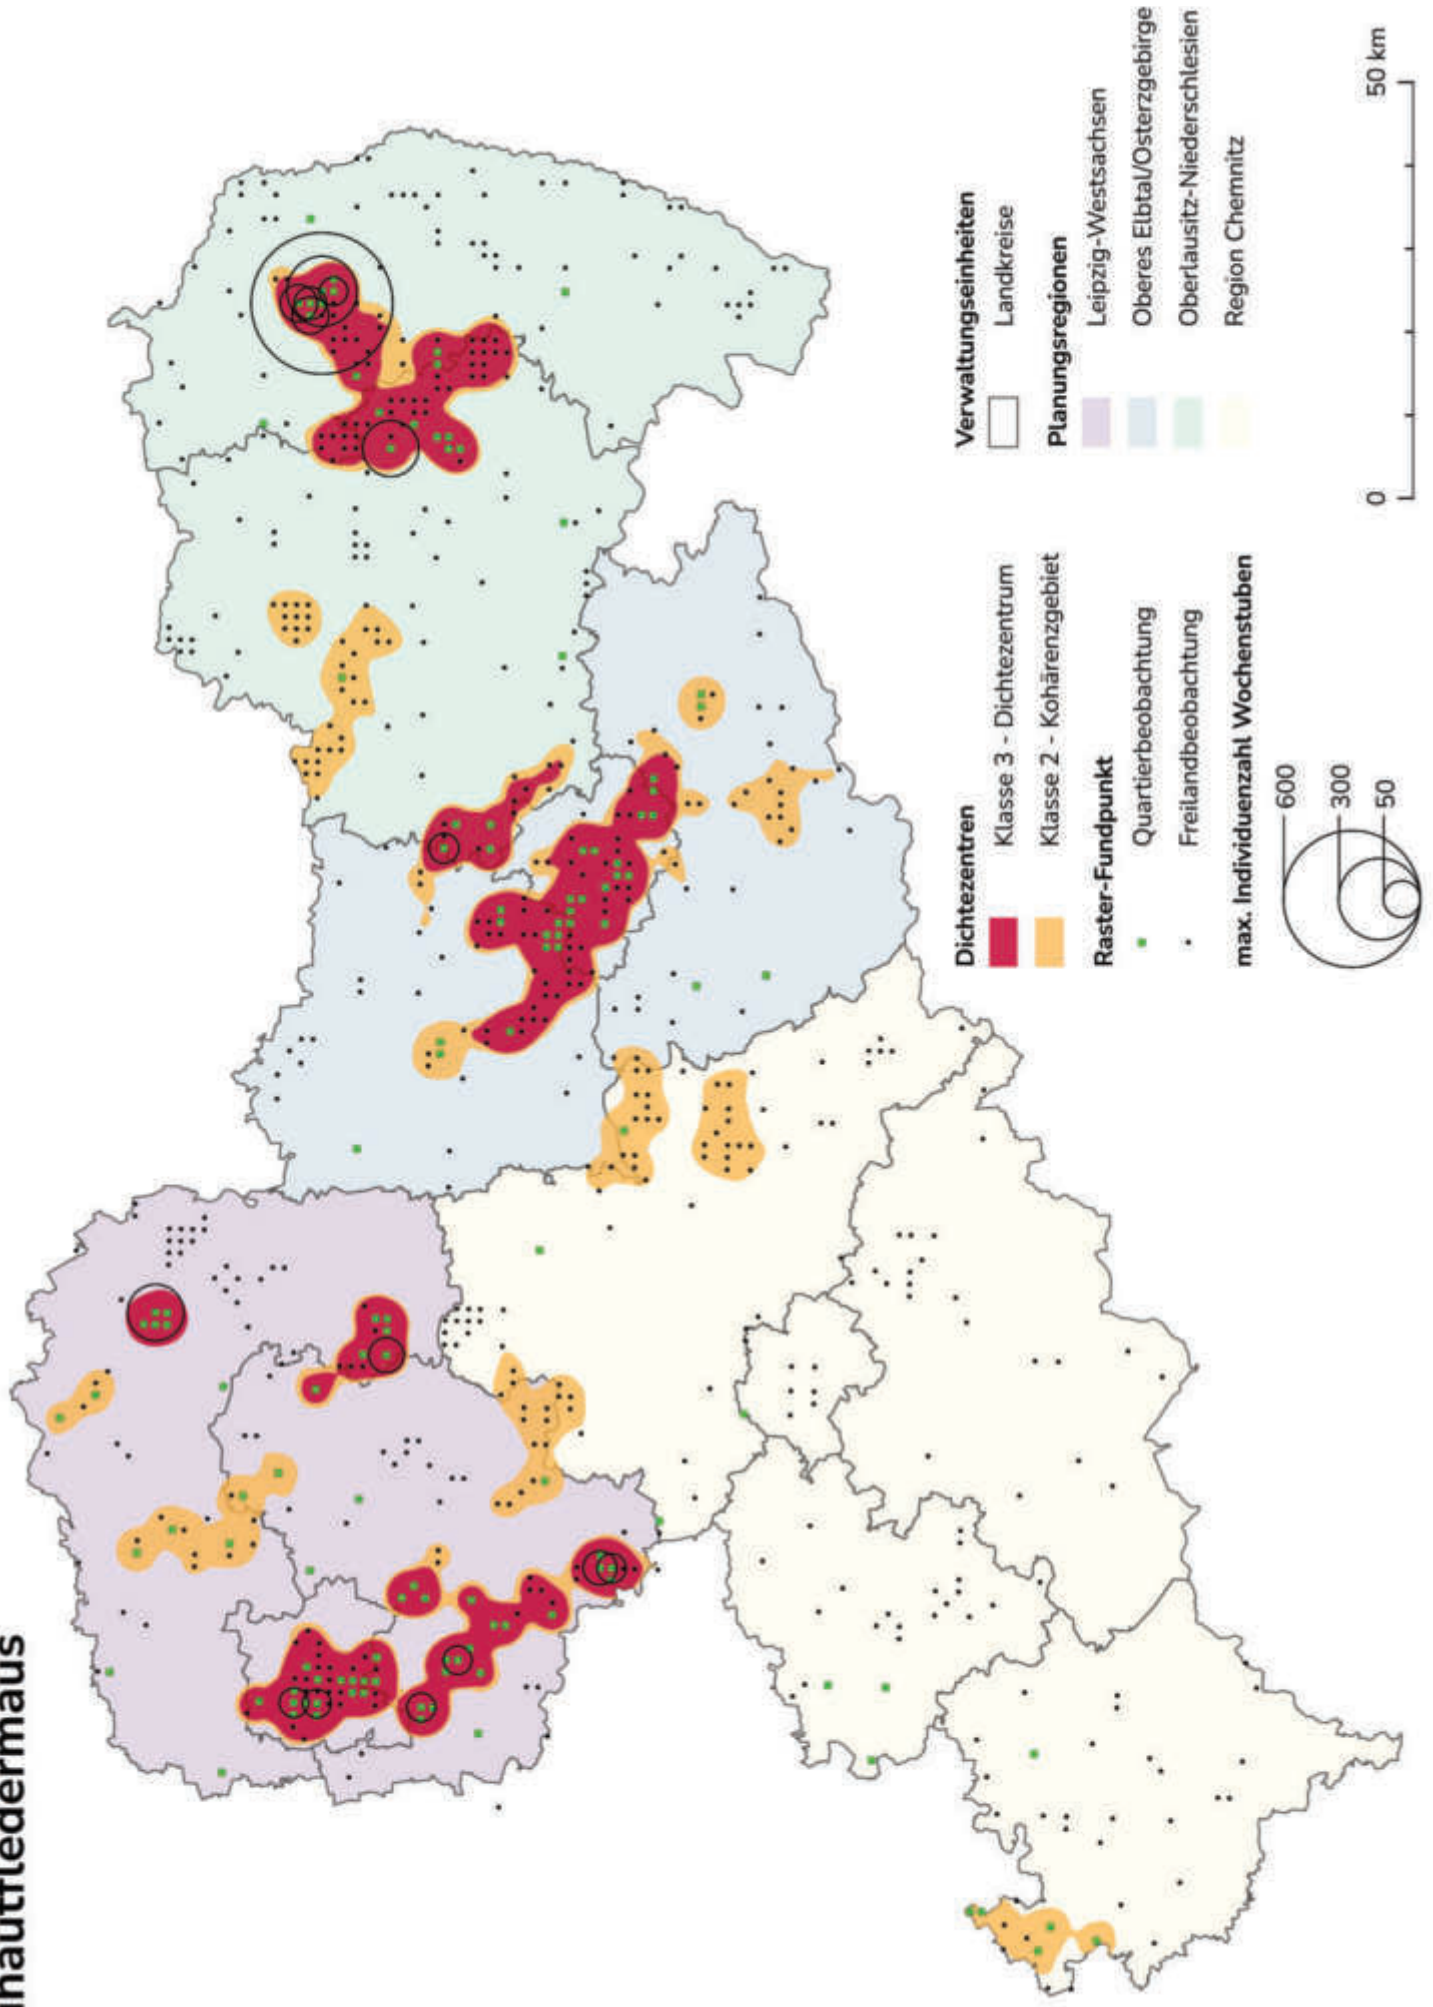 Dichtezentren
Klasse 3 - Dichtezentrum
Klasse 2 - Kohärenzgebiet
Raster-Fundpunkt
Quartierbeobachtung
Freilandbeobachtung
max. Individuenzahl Wochenstuben
600
300
50
Verwaltungseinheiten
Landkreise
Planungsregionen
Leipzig-Westsachsen
Oberes Elbtal/Osterzgebirge
Oberlausitz-Niederschlesien
Region Chemnitz
0
50 km